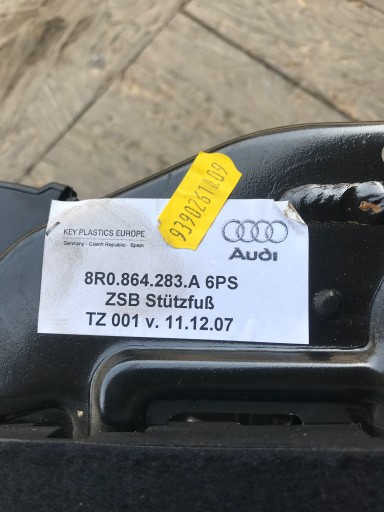 KEY PLASTICS EUROPE
Germany - Czech Republic - Spain
Audi
8R0.864.283.A 6PS
ZSB Stützfuß
TZ 001 v. 11.12.07